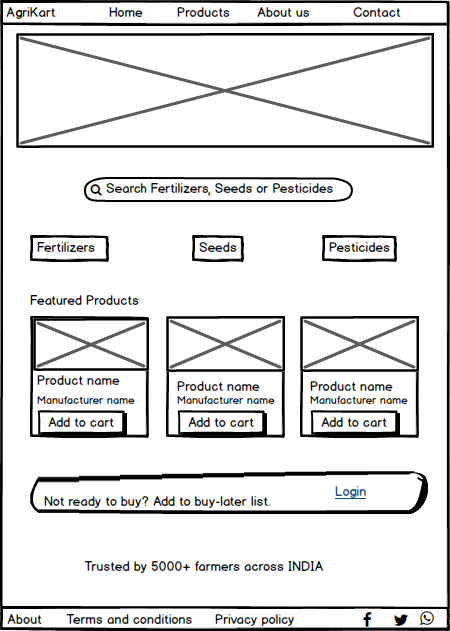 AgriKart Home Products About us Contact
Search Fertilizers, Seeds or Pesticides
Fertilizers Seeds Pesticides
Featured Products
Product name Product name Product name
Manufacturer name Manufacturer name Manufacturer name
Add to cart Add to cart Add to cart
Not ready to buy? Add to buy-later list. Login
Trusted by 5000+ farmers across INDIA
About Terms and conditions Privacy policy